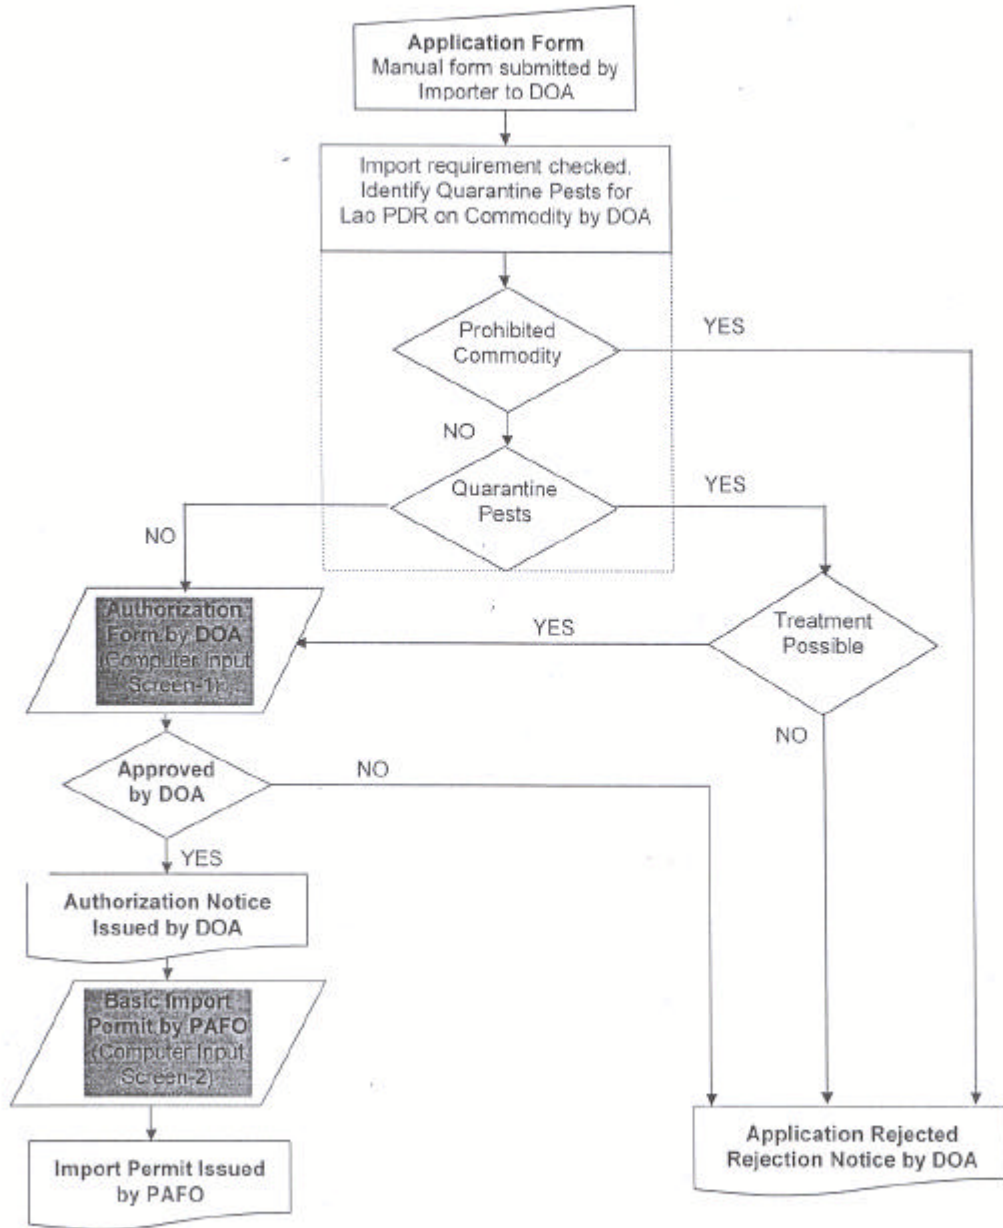 Application Form
Manual form submitted by
Importer to DOA
Import requirement checked.
Identify Quarantine Pests for
Lao PDR on Commodity by DOA
Prohibited
Commodity
YES
NO
Quarantine
Pests
YES
NO
Authorization
Form by DOA
(Computer Input
Screen-1)
YES
Treatment
Possible
NO
Approved
by DOA
NO
YES
Authorization Notice
Issued by DOA
Basic Import
Permit by PAFO
(Computer Input
Screen-2)
Import Permit Issued
by PAFO
Application Rejected
Rejection Notice by DOA